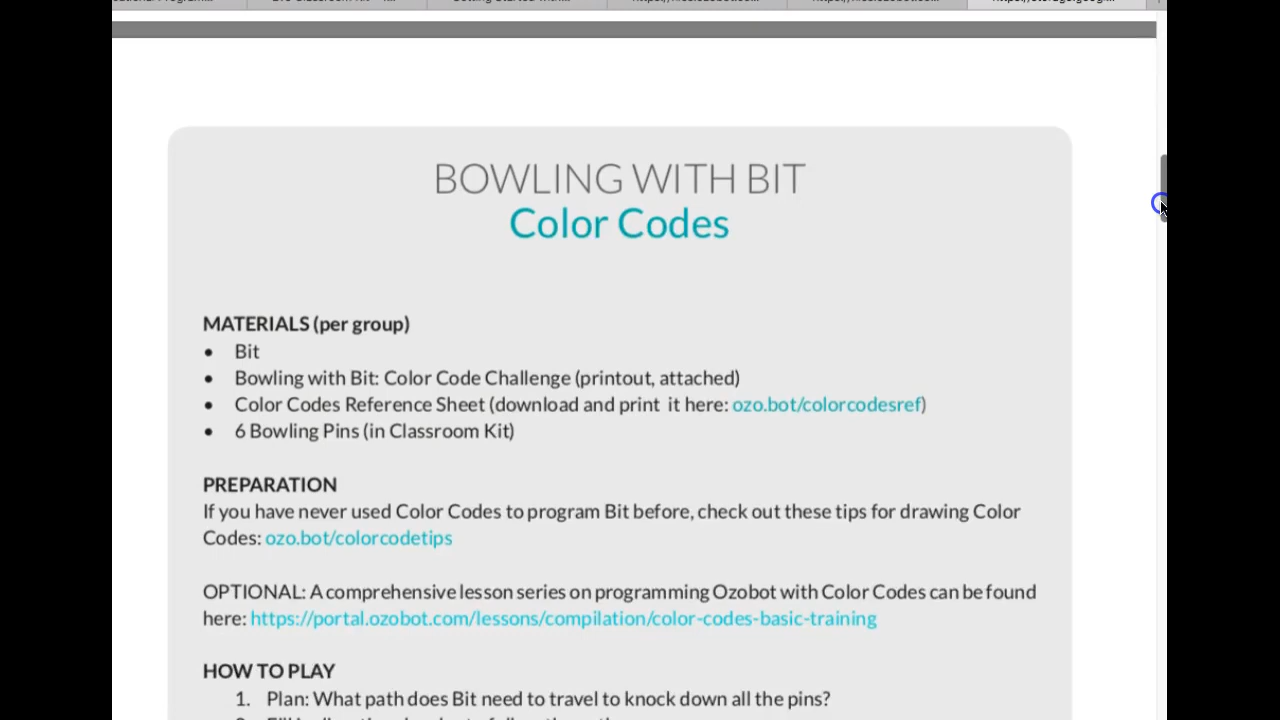 BOWLING WITH BIT
Color Codes
MATERIALS (per group)
• Bit
• Bowling with Bit: Color Code Challenge (printout, attached)
• Color Codes Reference Sheet (download and print it here: ozo.bot/colorcodesref)
• 6 Bowling Pins (in Classroom Kit)
PREPARATION
If you have never used Color Codes to program Bit before, check out these tips for drawing Color
Codes: ozo.bot/colorcodetips
OPTIONAL: A comprehensive lesson series on programming Ozobot with Color Codes can be found
here: https://portal.ozobot.com/lessons/compilation/color-codes-basic-training
HOW TO PLAY
1. Plan: What path does Bit need to travel to knock down all the pins?